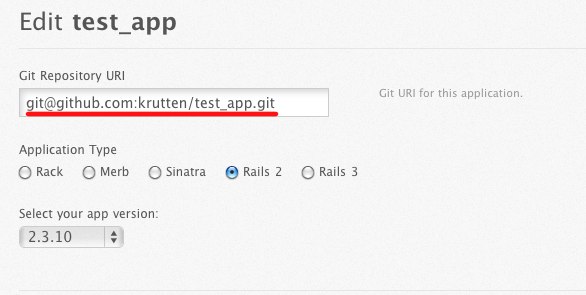 Edit test_app
Git Repository URI
git@github.com:krutten/test_app.git
Git URI for this application.
Application Type
Rack Merb Sinatra Rails 2 Rails 3
Select your app version:
2.3.10